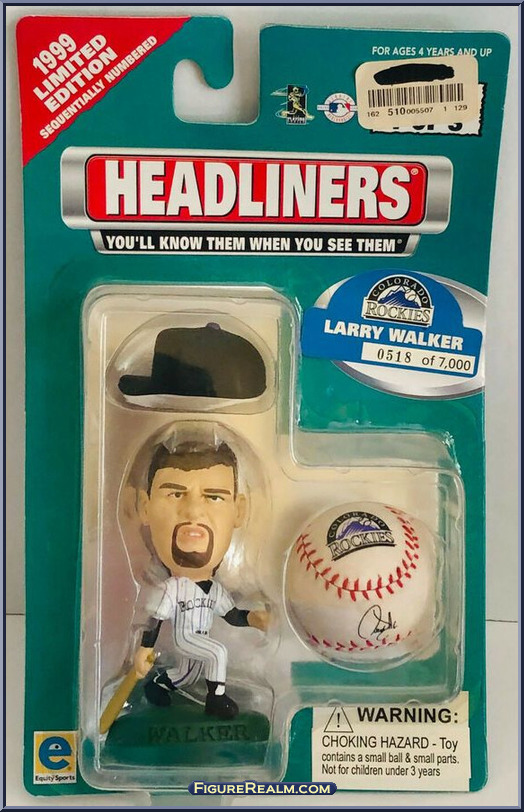 1999
LIMITED
EDITION
SEQUENTIALLY NUMBERED
FOR AGES 4 YEARS AND UP
162 510005507 1 129
HEADLINERS®
YOU'LL KNOW THEM WHEN YOU SEE THEM®
COLORADO
ROCKIES
LARRY WALKER
0518 of 7,000
COLORADO
ROCKIES
ROCKIES
WALKER
WARNING:
CHOKING HAZARD - Toy
contains a small ball & small parts.
Not for children under 3 years
e
Equity Sports
FIGUREREALM.COM